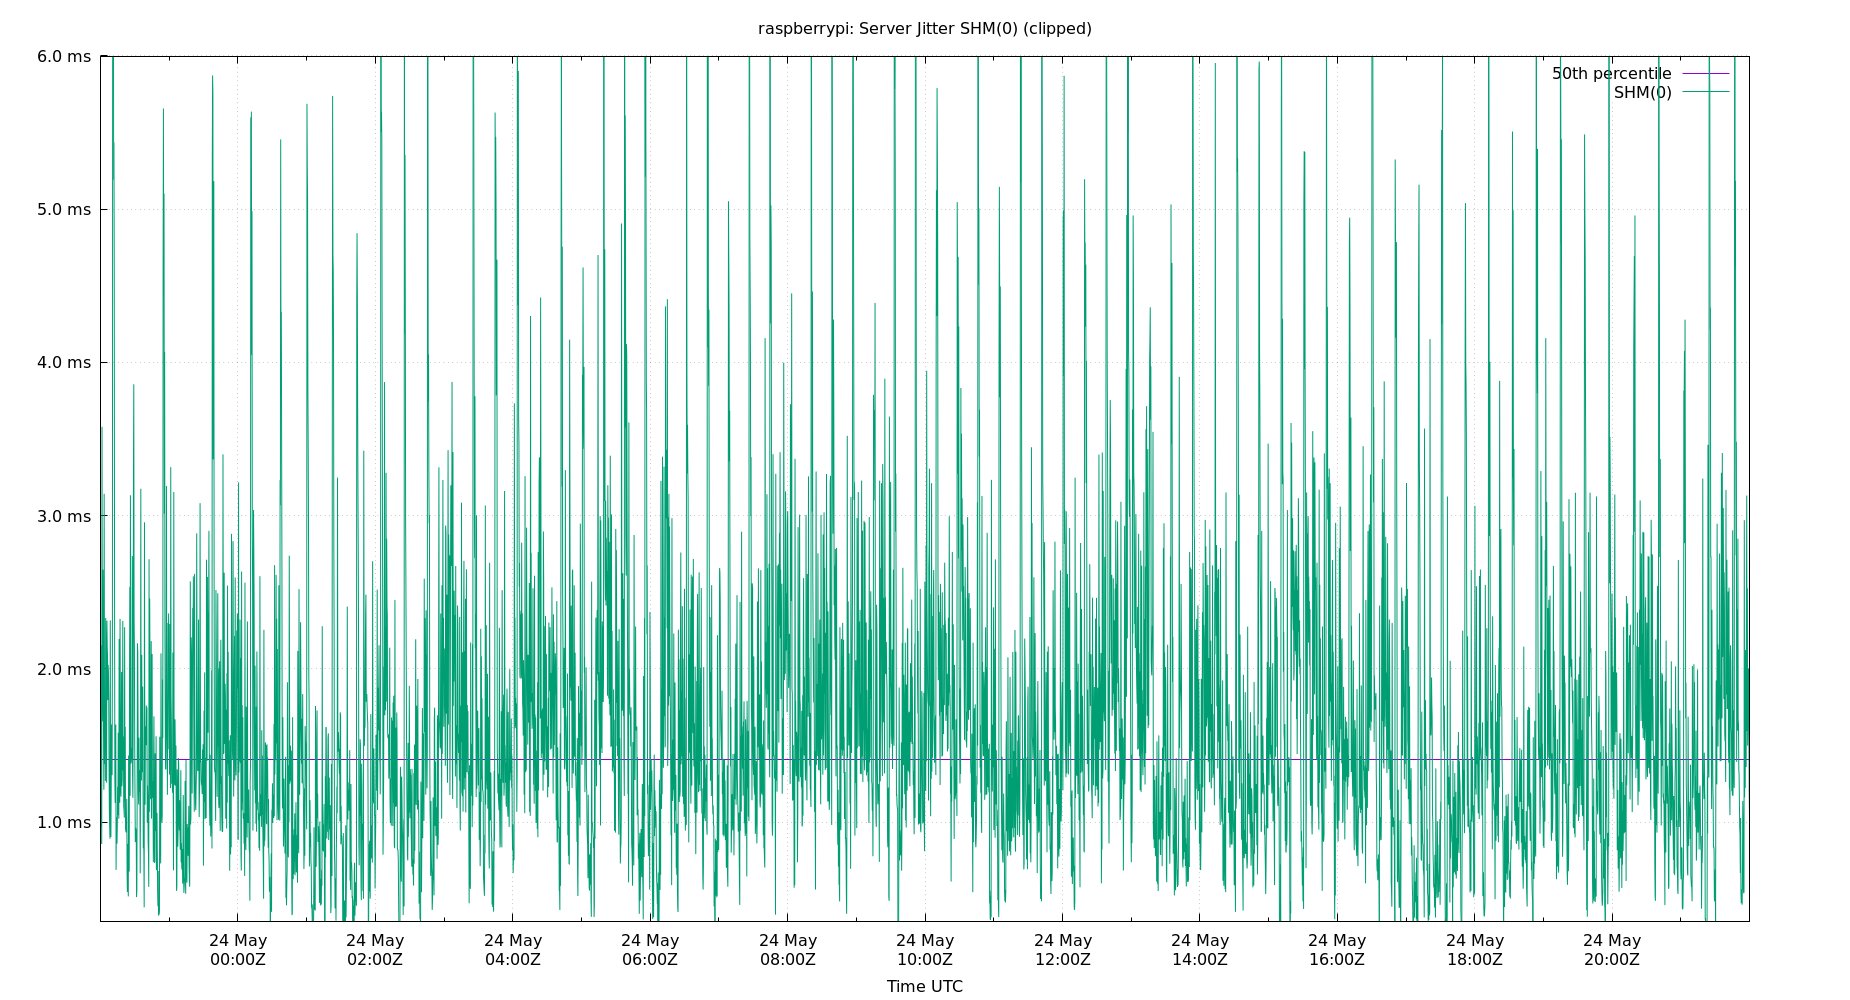 raspberrypi: Server Jitter SHM(0) (clipped)
6.0 ms
5.0 ms
4.0 ms
3.0 ms
2.0 ms
1.0 ms
50th percentile
SHM(0)
24 May 24 May 24 May 24 May 24 May 24 May 24 May 24 May 24 May 24 May 24 May
00:00Z 02:00Z 04:00Z 06:00Z 08:00Z 10:00Z 12:00Z 14:00Z 16:00Z 18:00Z 20:00Z
Time UTC